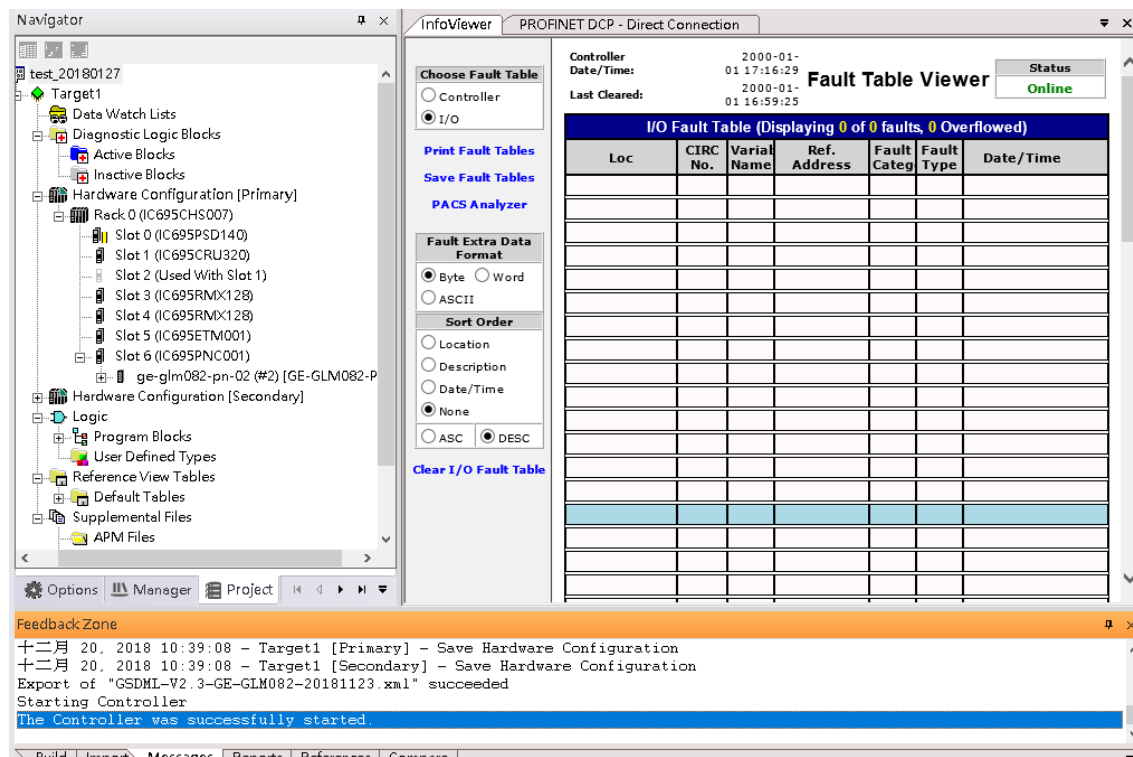 Navigator
test_20180127
Target1
Data Watch Lists
Diagnostic Logic Blocks
Active Blocks
Inactive Blocks
Hardware Configuration [Primary]
Rack 0 (IC695CHS007)
Slot 0 (IC695PSD140)
Slot 1 (IC695CRU320)
Slot 2 (Used With Slot 1)
Slot 3 (IC695RMX128)
Slot 4 (IC695RMX128)
Slot 5 (IC695ETM001)
Slot 6 (IC695PNC001)
ge-glm082-pn-02 (#2) [GE-GLM082-P
Hardware Configuration [Secondary]
Logic
Program Blocks
User Defined Types
Reference View Tables
Default Tables
Supplemental Files
APM Files
Options Manager Project
InfoViewer PROFINET DCP - Direct Connection
Choose Fault Table
Controller
I/O
Print Fault Tables
Save Fault Tables
PACS Analyzer
Fault Extra Data
Format
Byte Word
ASCII
Sort Order
Location
Description
Date/Time
None
ASC DESC
Clear I/O Fault Table
Controller
Date/Time:
2000-01-
01 17:16:29
Last Cleared:
2000-01-
01 16:59:25
Fault Table Viewer
Status
Online
I/O Fault Table (Displaying 0 of 0 faults, 0 Overflowed)
Loc
CIRC
No.
Variab
Name
Ref.
Address
Fault
Categ
Fault
Type
Date/Time
Feedback Zone
十二月 20, 2018 10:39:08 - Target1 [Primary] - Save Hardware Configuration
十二月 20, 2018 10:39:08 - Target1 [Secondary] - Save Hardware Configuration
Export of "GSDML-V2.3-GE-GLM082-20181123.xml" succeeded
Starting Controller
The Controller was successfully started.
Build Import Messages Reports References Compare